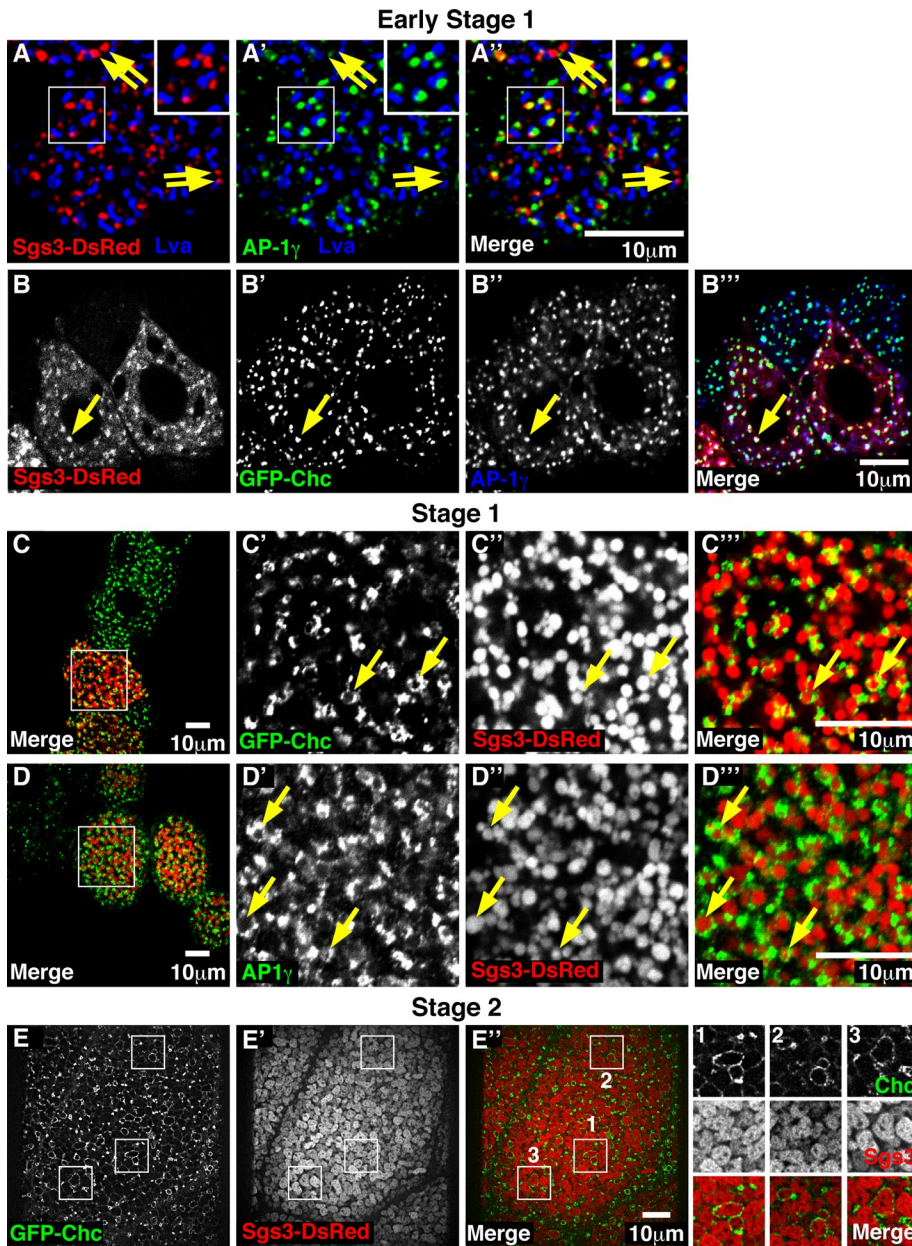 Early Stage 1
A
A'
A''
Sgs3-DsRed Lva
AP-1γ Lva
Merge
10μm
B
B'
B''
B'''
Sgs3-DsRed
GFP-Chc
AP-1γ
Merge
10μm
Stage 1
C
C'
C''
C'''
Merge
10μm
GFP-Chc
Sgs3-DsRed
Merge
D
D'
D''
D'''
Merge
10μm
AP1γ
Sgs3-DsRed
Merge
Stage 2
E
E'
E''
1
2
3
2
1
3
Chc
Sgs3
GFP-Chc
Sgs3-DsRed
Merge
10μm
Merge